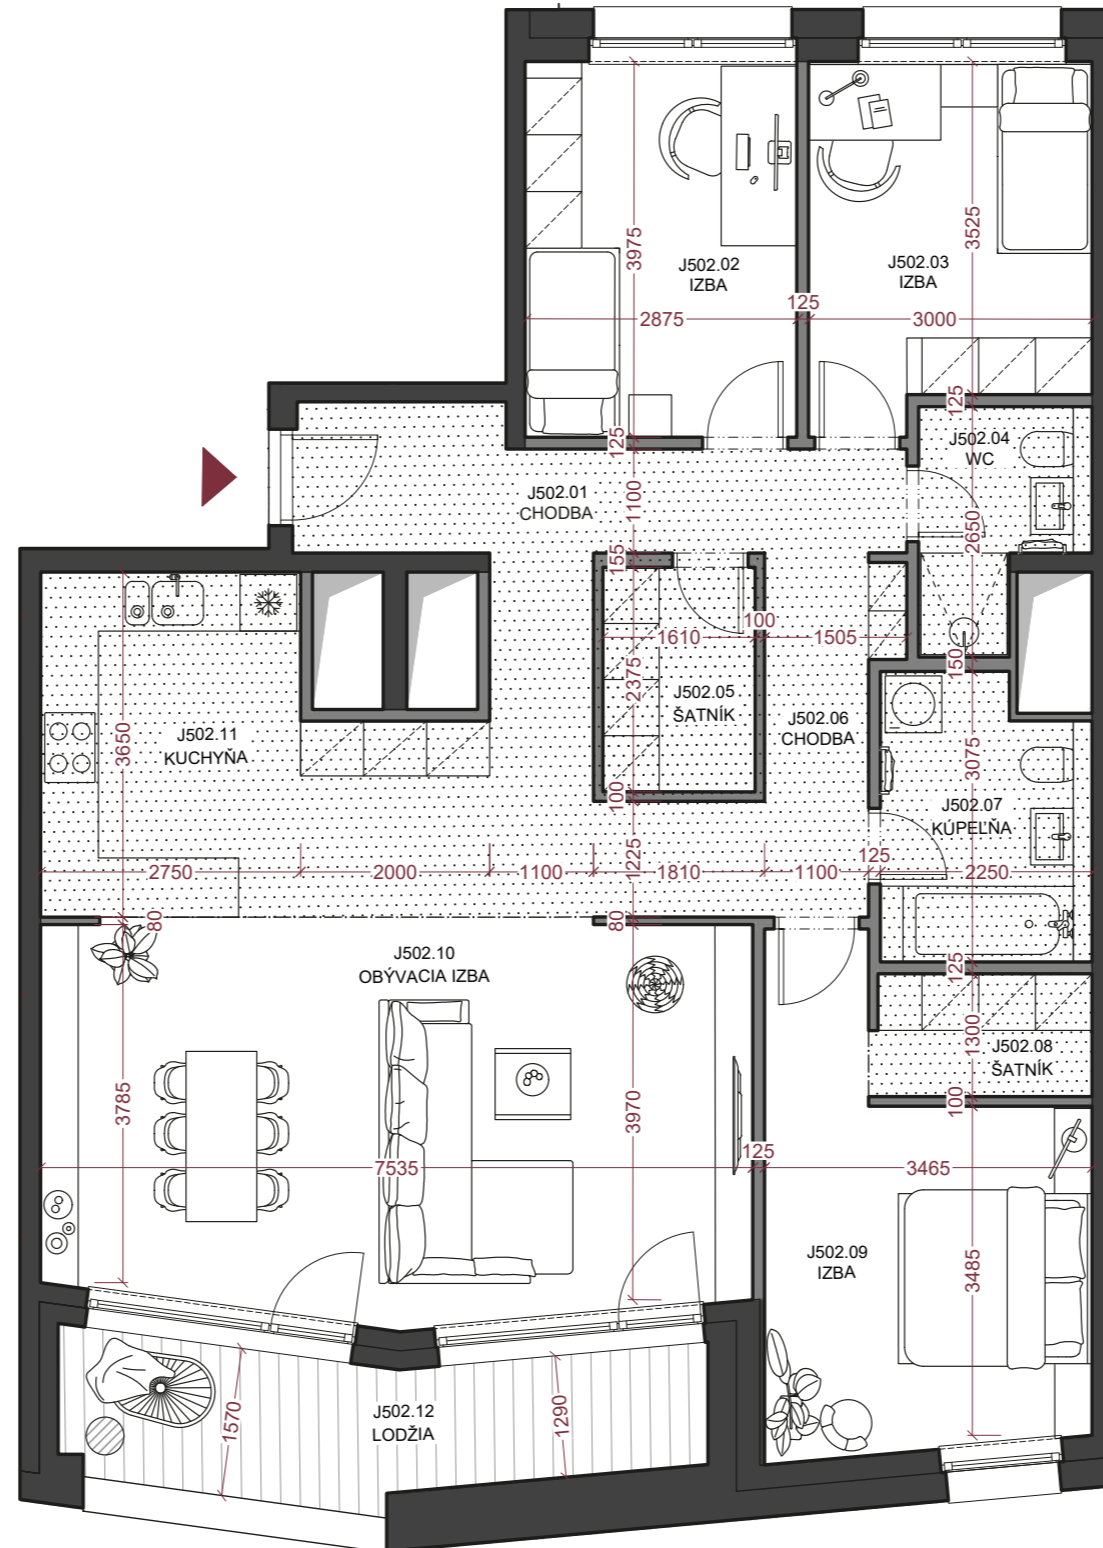 3975
3525
J502.02
IZBA
J502.03
IZBA
125
2875
3000
125
125
J502.04
WC
J502.01
CHODBA
1100
2650
155
100
1610
1505
150
2375
J502.05
ŠATNÍK
J502.06
CHODBA
J502.11
KUCHYŇA
3650
3075
J502.07
KÚPEĽŇA
100
1225
125
2750
2000
1100
1810
1100
2250
80
80
J502.10
OBÝVACIA IZBA
125
1300
J502.08
ŠATNÍK
100
3785
3970
125
7535
3465
J502.09
IZBA
3485
J502.12
LODŽIA
1570
1290